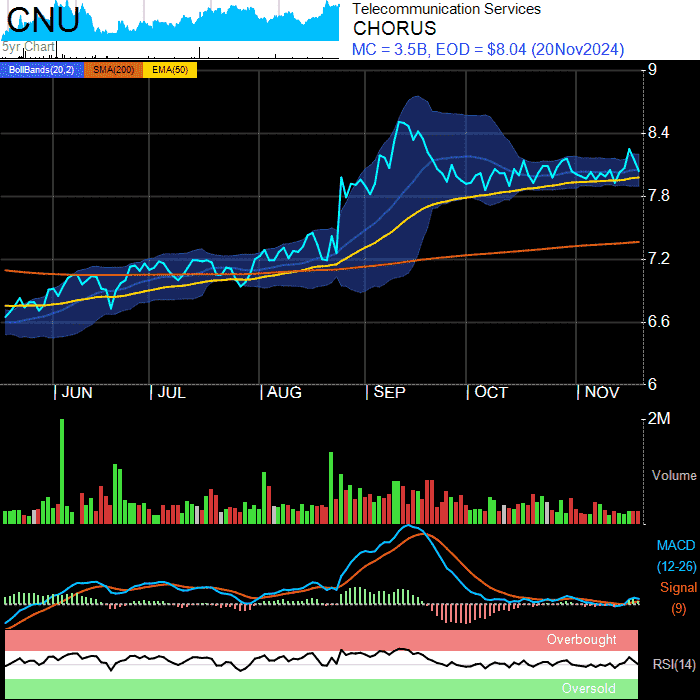 CNU
5yr Chart
Telecommunication Services
CHORUS
MC = 3.5B, EOD = $8.04 (20Nov2024)
BollBands(20,2) SMA(200) EMA(50)
9
8.4
7.8
7.2
6.6
6
| JUN | JUL | AUG | SEP | OCT | NOV
2M
Volume
MACD
(12-26)
Signal
(9)
Overbought
RSI(14)
Oversold